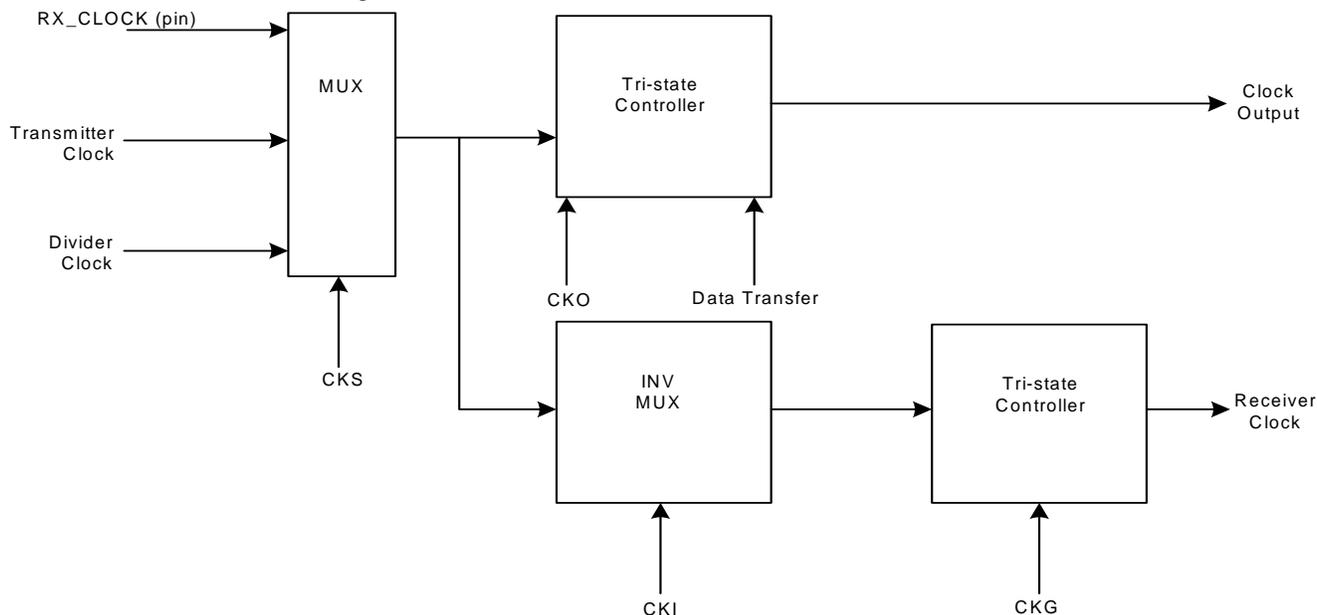 RX_CLOCK (pin)
MUX
Tri-state
Controller
Clock
Output
Transmitter
Clock
Divider
Clock
CKO
Data Transfer
CKS
INV
MUX
Tri-state
Controller
Receiver
Clock
CKI
CKG